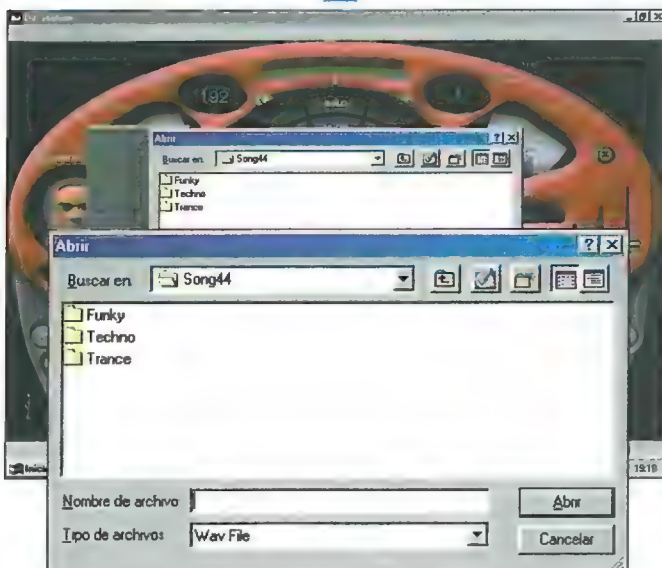 1192
Abrir
Buscar en: Song44
Funky
Techno
Trance
Abrir
Buscar en: Song44
Funky
Techno
Trance
Nombre de archivo:
Abrir
Tipo de archivos: Wav File
Cancelar
19:19